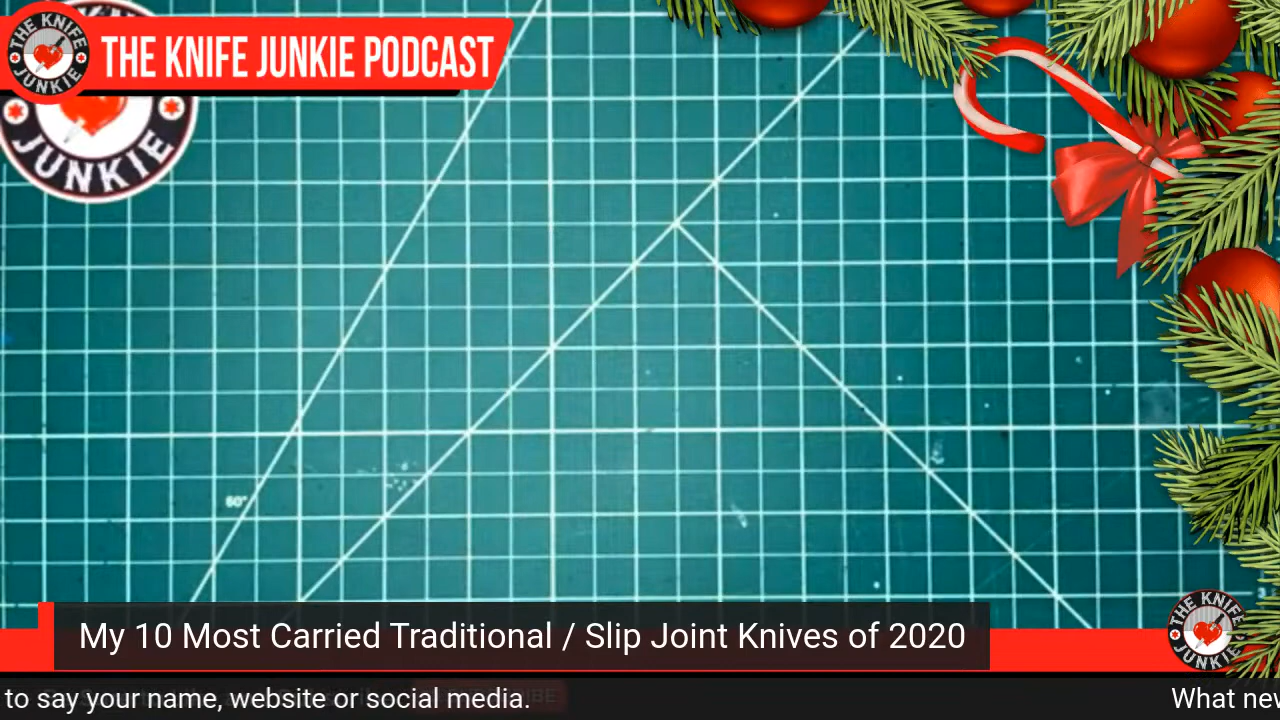 THE KNIFE JUNKIE
THE KNIFE JUNKIE PODCAST
JUNKIE
60°
My 10 Most Carried Traditional / Slip Joint Knives of 2020
THE KNIFE JUNKIE
to say your name, website or social media.
What new